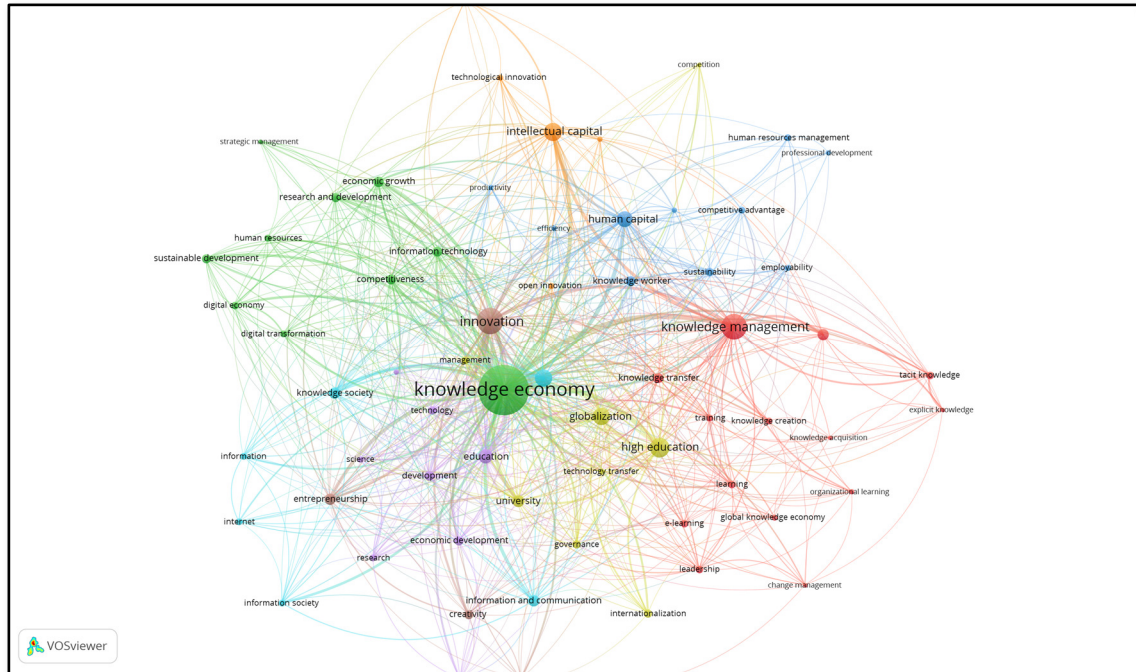 technological innovation
competition
intellectual capital
strategic management
human resources management
professional development
economic growth
research and development
productivity
human capital
competitive advantage
efficiency
human resources
information technology
sustainable development
competitiveness
knowledge worker
sustainability
employability
open innovation
digital economy
innovation
knowledge management
digital transformation
management
knowledge economy
knowledge transfer
tacit knowledge
knowledge society
technology
globalization
training
knowledge creation
explicit knowledge
knowledge acquisition
high education
information
science
education
development
technology transfer
learning
organizational learning
entrepreneurship
university
e-learning
global knowledge economy
internet
economic development
governance
research
leadership
change management
information society
information and communication
creativity
internationalization
VOSviewer